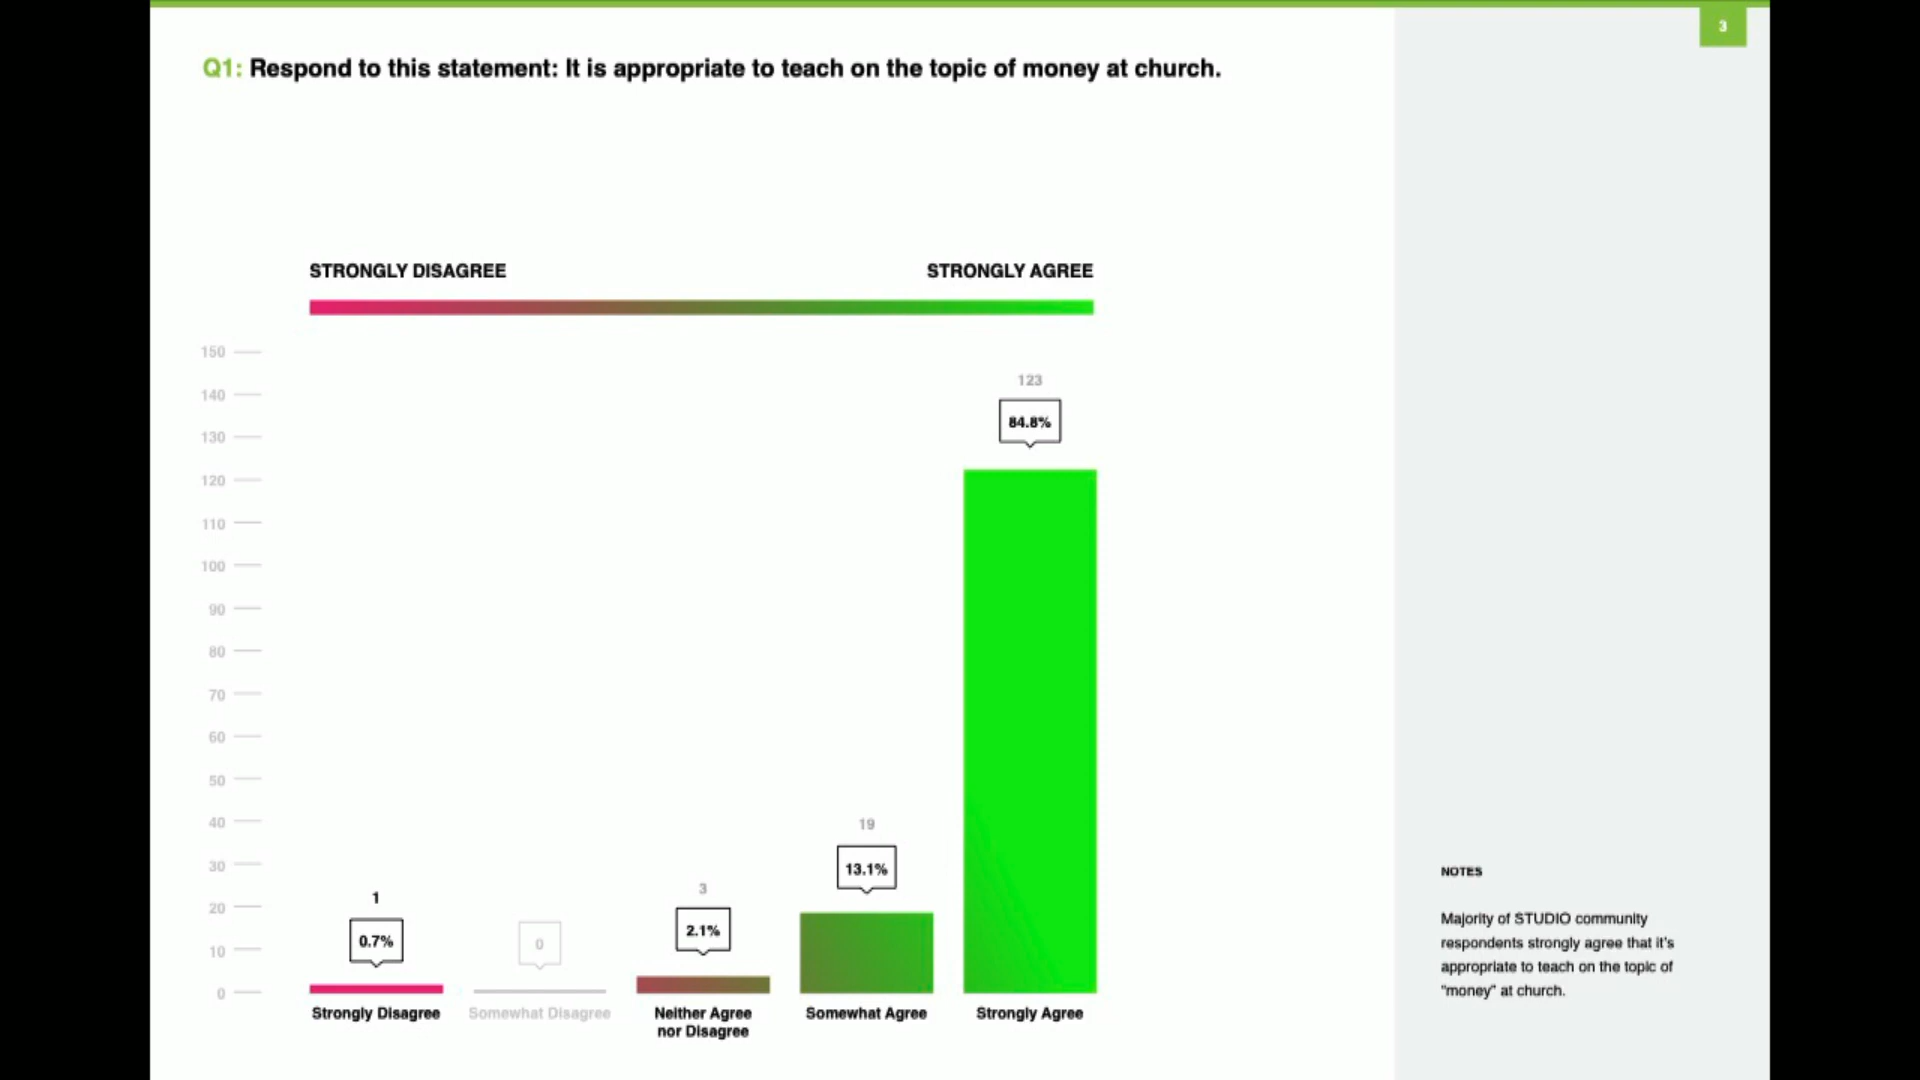 3
Q1: Respond to this statement: It is appropriate to teach on the topic of money at church.
STRONGLY DISAGREE
STRONGLY AGREE
150
140
130
120
110
100
90
80
70
60
50
40
30
20
10
0
1
0.7%
0
3
2.1%
19
13.1%
123
84.8%
Strongly Disagree
Somewhat Disagree
Neither Agree
nor Disagree
Somewhat Agree
Strongly Agree
NOTES
Majority of STUDIO community
respondents strongly agree that it's
appropriate to teach on the topic of
"money" at church.